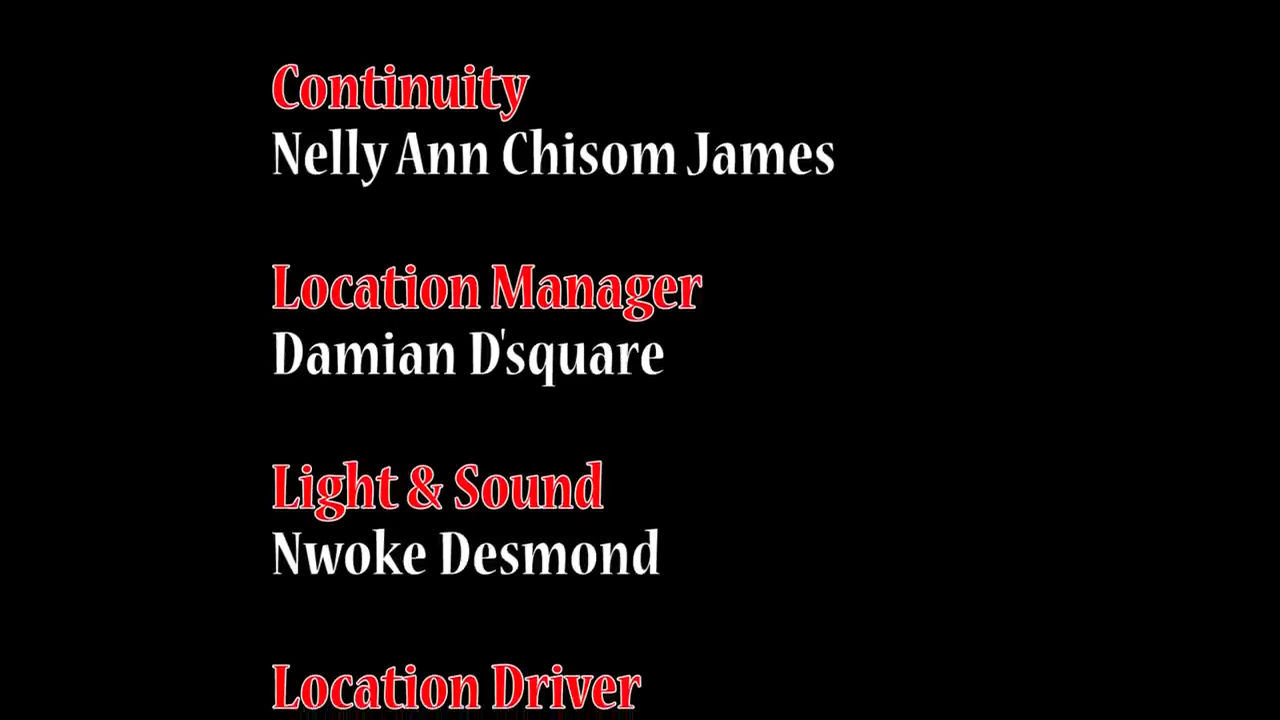 Continuity
Nelly Ann Chisom James
Location Manager
Damian D'square
Light & Sound
Nwoke Desmond
Location Driver